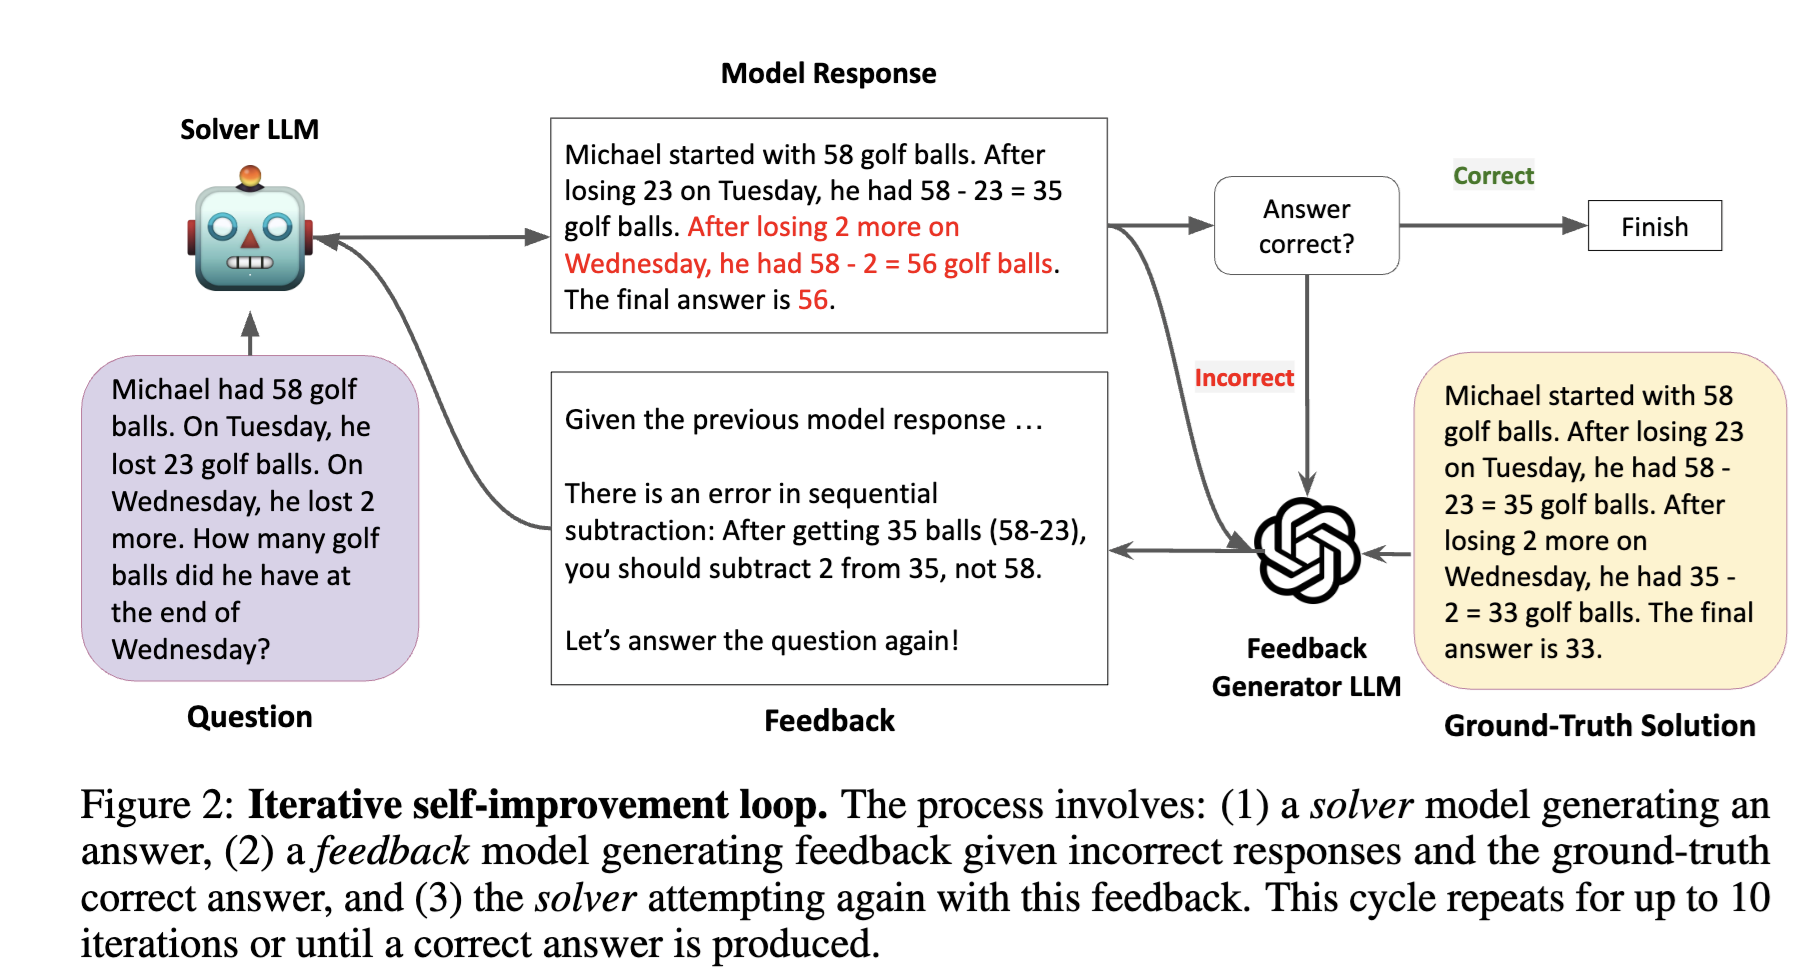 Model Response
Solver LLM
Michael started with 58 golf balls. After
losing 23 on Tuesday, he had 58 - 23 = 35
golf balls. After losing 2 more on
Wednesday, he had 58 - 2 = 56 golf balls.
The final answer is 56.
Answer
correct?
Correct
Finish
Incorrect
Michael had 58 golf
balls. On Tuesday, he
lost 23 golf balls. On
Wednesday, he lost 2
more. How many golf
balls did he have at
the end of
Wednesday?
Question
Given the previous model response …
There is an error in sequential
subtraction: After getting 35 balls (58-23),
you should subtract 2 from 35, not 58.
Let’s answer the question again!
Feedback
Feedback
Generator LLM
Michael started with 58
golf balls. After losing 23
on Tuesday, he had 58 -
23 = 35 golf balls. After
losing 2 more on
Wednesday, he had 35 -
2 = 33 golf balls. The final
answer is 33.
Ground-Truth Solution
Figure 2: Iterative self-improvement loop. The process involves: (1) a solver model generating an
answer, (2) a feedback model generating feedback given incorrect responses and the ground-truth
correct answer, and (3) the solver attempting again with this feedback. This cycle repeats for up to 10
iterations or until a correct answer is produced.